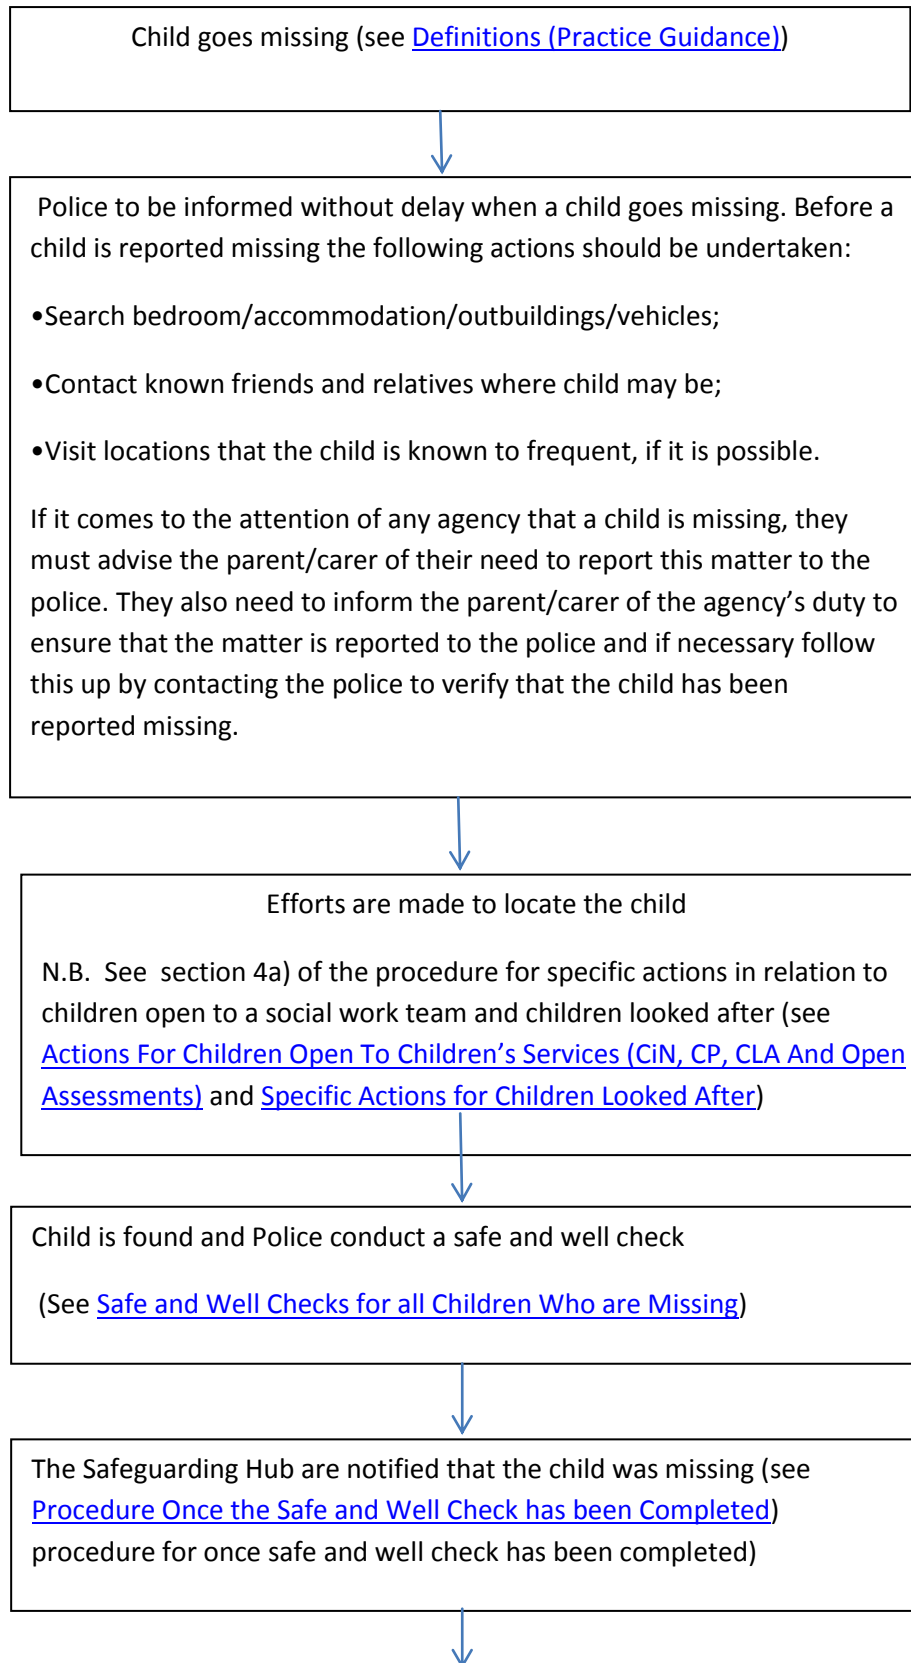 Child goes missing (see Definitions (Practice Guidance))
Police to be informed without delay when a child goes missing. Before a
child is reported missing the following actions should be undertaken:
•Search bedroom/accommodation/outbuildings/vehicles;
•Contact known friends and relatives where child may be;
•Visit locations that the child is known to frequent, if it is possible.
If it comes to the attention of any agency that a child is missing, they
must advise the parent/carer of their need to report this matter to the
police. They also need to inform the parent/carer of the agency’s duty to
ensure that the matter is reported to the police and if necessary follow
this up by contacting the police to verify that the child has been
reported missing.
Efforts are made to locate the child
N.B. See section 4a) of the procedure for specific actions in relation to
children open to a social work team and children looked after (see
Actions For Children Open To Children’s Services (CiN, CP, CLA And Open
Assessments) and Specific Actions for Children Looked After)
Child is found and Police conduct a safe and well check
(See Safe and Well Checks for all Children Who are Missing)
The Safeguarding Hub are notified that the child was missing (see
Procedure Once the Safe and Well Check has been Completed)
procedure for once safe and well check has been completed)